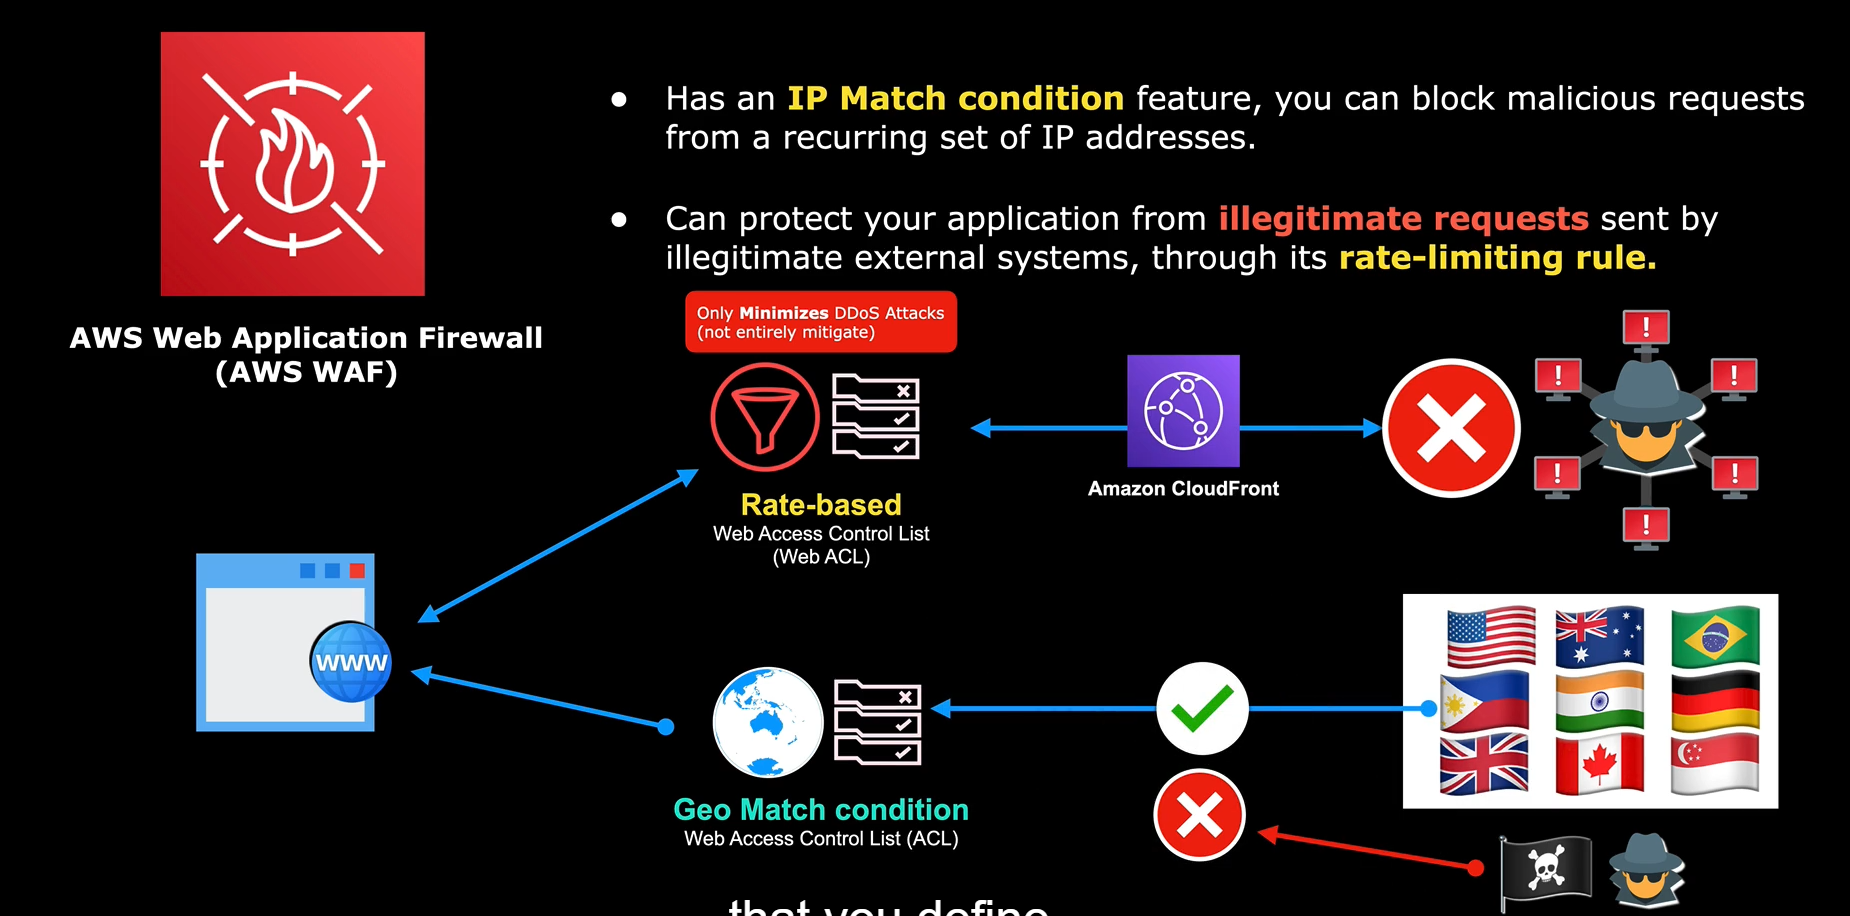 ● Has an IP Match condition feature, you can block malicious requests
from a recurring set of IP addresses.
● Can protect your application from illegitimate requests sent by
illegitimate external systems, through its rate-limiting rule.
AWS Web Application Firewall
(AWS WAF)
Only Minimizes DDoS Attacks
(not entirely mitigate)
Rate-based
Web Access Control List
(Web ACL)
Amazon CloudFront
!
!
!
!
!
!
www
Geo Match condition
Web Access Control List (ACL)
that you define